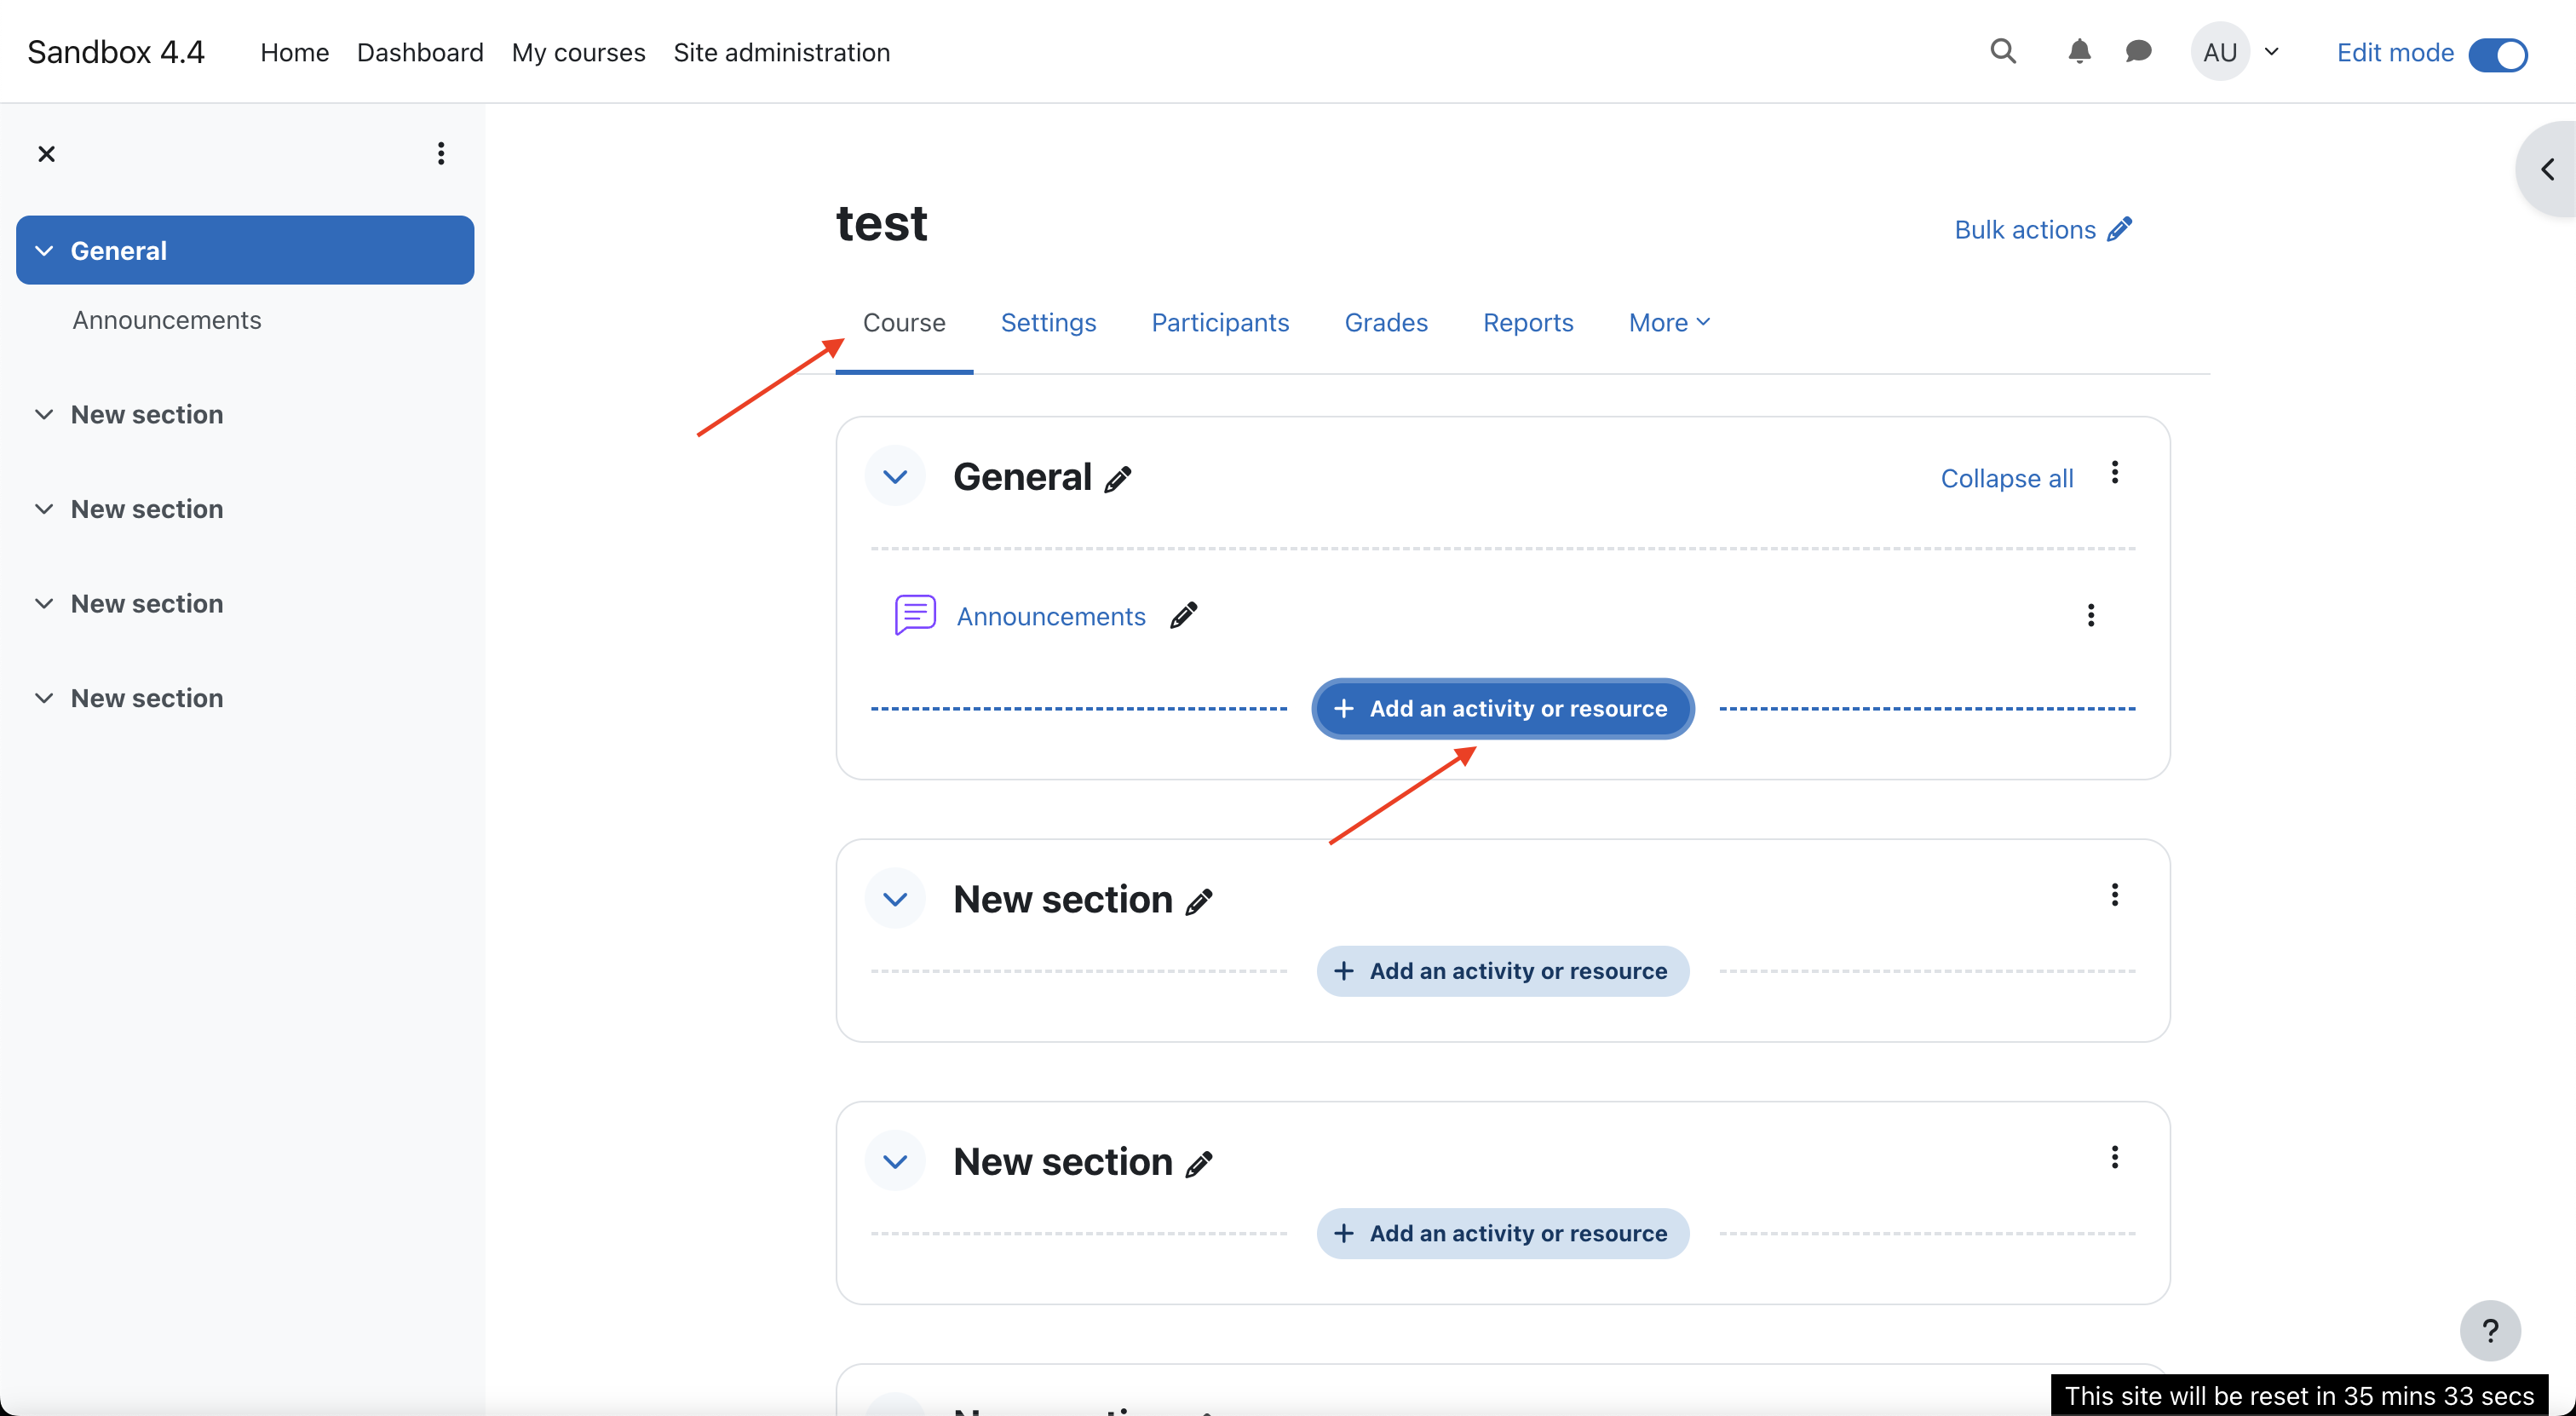 Sandbox 4.4 Home Dashboard My courses Site administration AU Edit mode
General
Announcements
New section
New section
New section
New section
test
Bulk actions
Course Settings Participants Grades Reports More
General
Collapse all
Announcements
+ Add an activity or resource
New section
+ Add an activity or resource
New section
+ Add an activity or resource
?
This site will be reset in 35 mins 33 secs